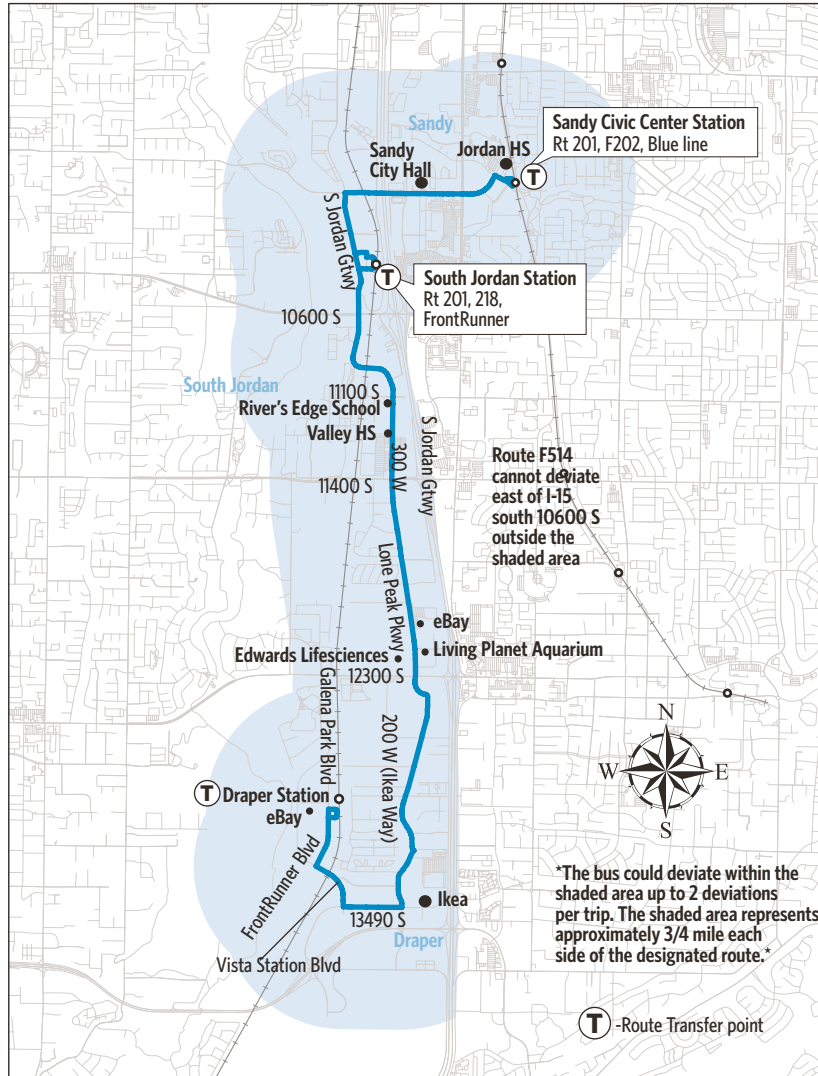 Sandy
Sandy Civic Center Station
Rt 201, F202, Blue line
Jordan HS
Sandy
City Hall
T
S Jordan Gtwy
T
South Jordan Station
Rt 201, 218,
FrontRunner
10600 S
South Jordan
11100 S
River's Edge School
Valley HS
300 W
S Jordan Gtwy
11400 S
Route F514
cannot deviate
east of I-15
south 10600 S
outside the
shaded area
Lone Peak Pkwy
eBay
Living Planet Aquarium
Edwards Lifesciences
12300 S
Galena Park Blvd
200 W (Ikea Way)
N
W
E
S
T
Draper Station
eBay
FrontRunner Blvd
Ikea
13490 S
Draper
Vista Station Blvd
*The bus could deviate within the
shaded area up to 2 deviations
per trip. The shaded area represents
approximately 3/4 mile each
side of the designated route.*
T -Route Transfer point